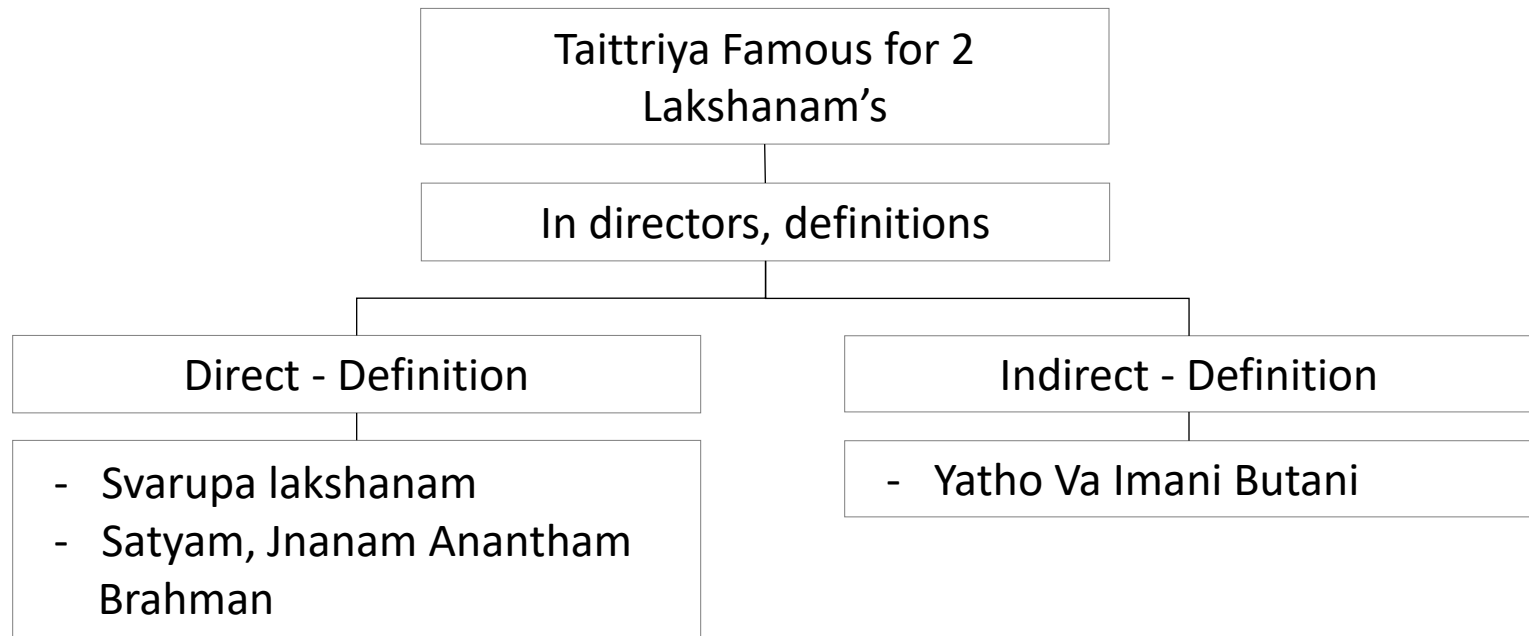 Taittriya Famous for 2
Lakshanam’s
In directors, definitions
Direct - Definition
- Svarupa lakshanam
- Satyam, Jnanam Anantham
Brahman
Indirect - Definition
- Yatho Va Imani Butani